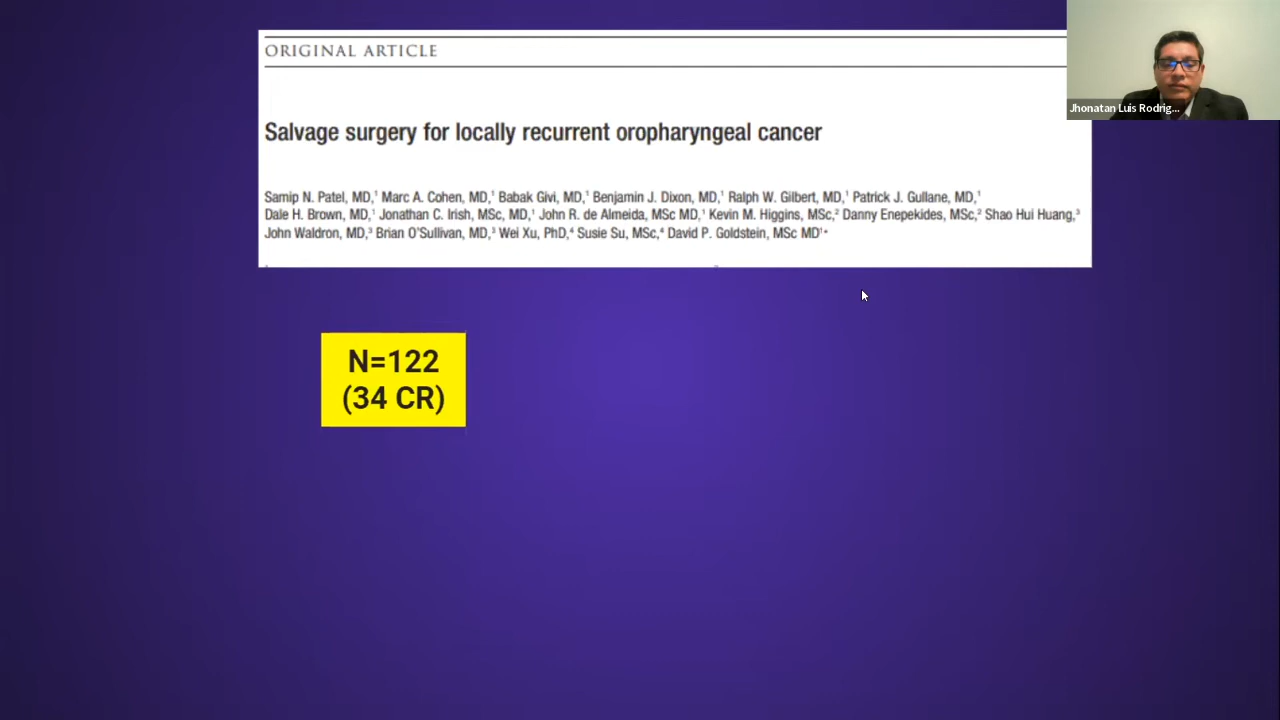 ORIGINAL ARTICLE
Salvage surgery for locally recurrent oropharyngeal cancer
Samip N. Patel, MD,¹ Marc A. Cohen, MD,¹ Babak Givi, MD,¹ Benjamin J. Dixon, MD,¹ Ralph W. Gilbert, MD,¹ Patrick J. Gullane, MD,¹
Dale H. Brown, MD,¹ Jonathan C. Irish, MSc, MD,¹ John R. de Almeida, MSc MD,¹ Kevin M. Higgins, MSc,² Danny Enepekides, MSc,² Shao Hui Huang,³
John Waldron, MD,³ Brian O'Sullivan, MD,³ Wei Xu, PhD,⁴ Susie Su, MSc,⁴ David P. Goldstein, MSc MD¹*
Jhonatan Luis Rodrig...
N=122
(34 CR)